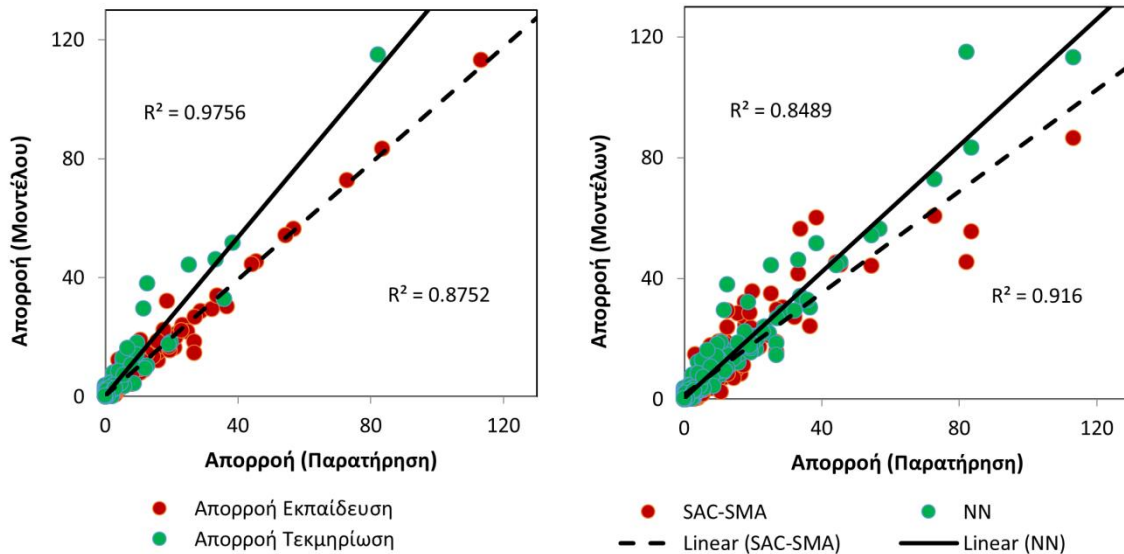 Απορροή (Μοντέλου)
120
80
40
0
R² = 0.9756
R² = 0.8752
0
40
80
120
Απορροή (Παρατήρηση)
Απορροή Εκπαίδευση
Απορροή Τεκμηρίωση
Απορροή (Μοντέλων)
120
80
40
0
R² = 0.8489
R² = 0.916
0
40
80
120
Απορροή (Παρατήρηση)
SAC-SMA
NN
Linear (SAC-SMA)
Linear (NN)